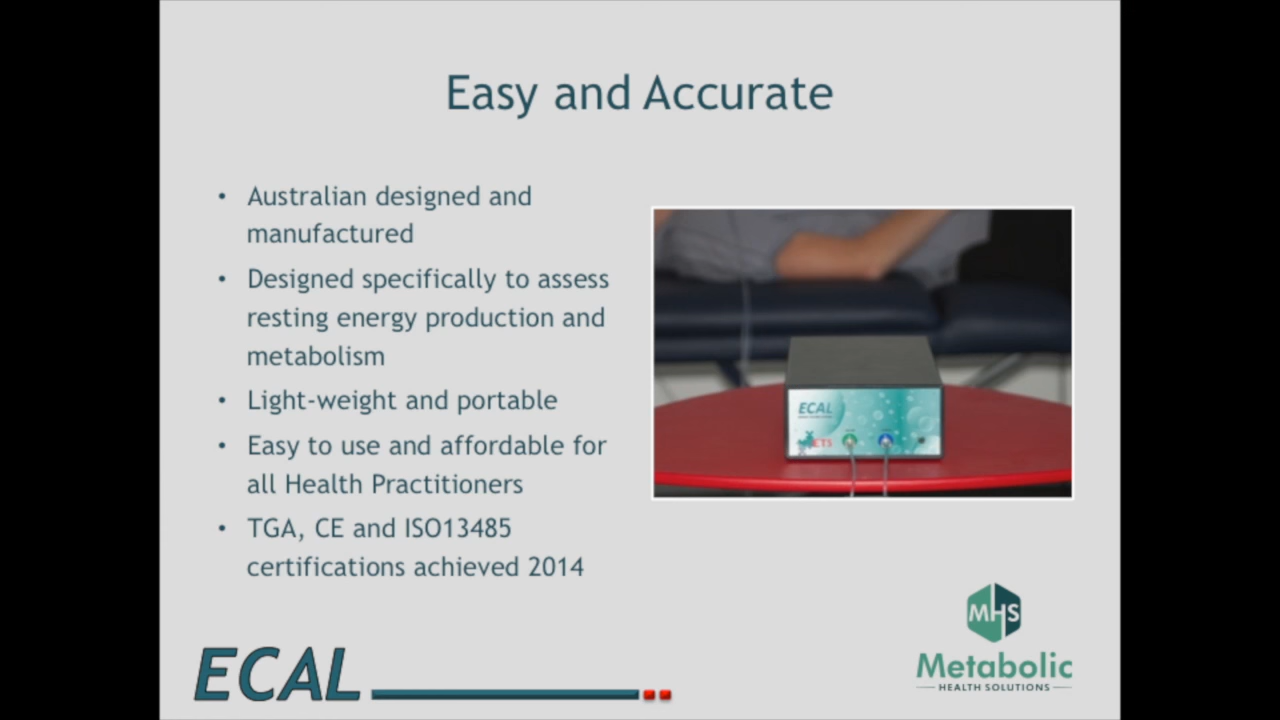 Easy and Accurate
• Australian designed and
manufactured
• Designed specifically to assess
resting energy production and
metabolism
• Light-weight and portable
• Easy to use and affordable for
all Health Practitioners
• TGA, CE and ISO13485
certifications achieved 2014
ECAL
ECAL
MHS
Metabolic
HEALTH SOLUTIONS